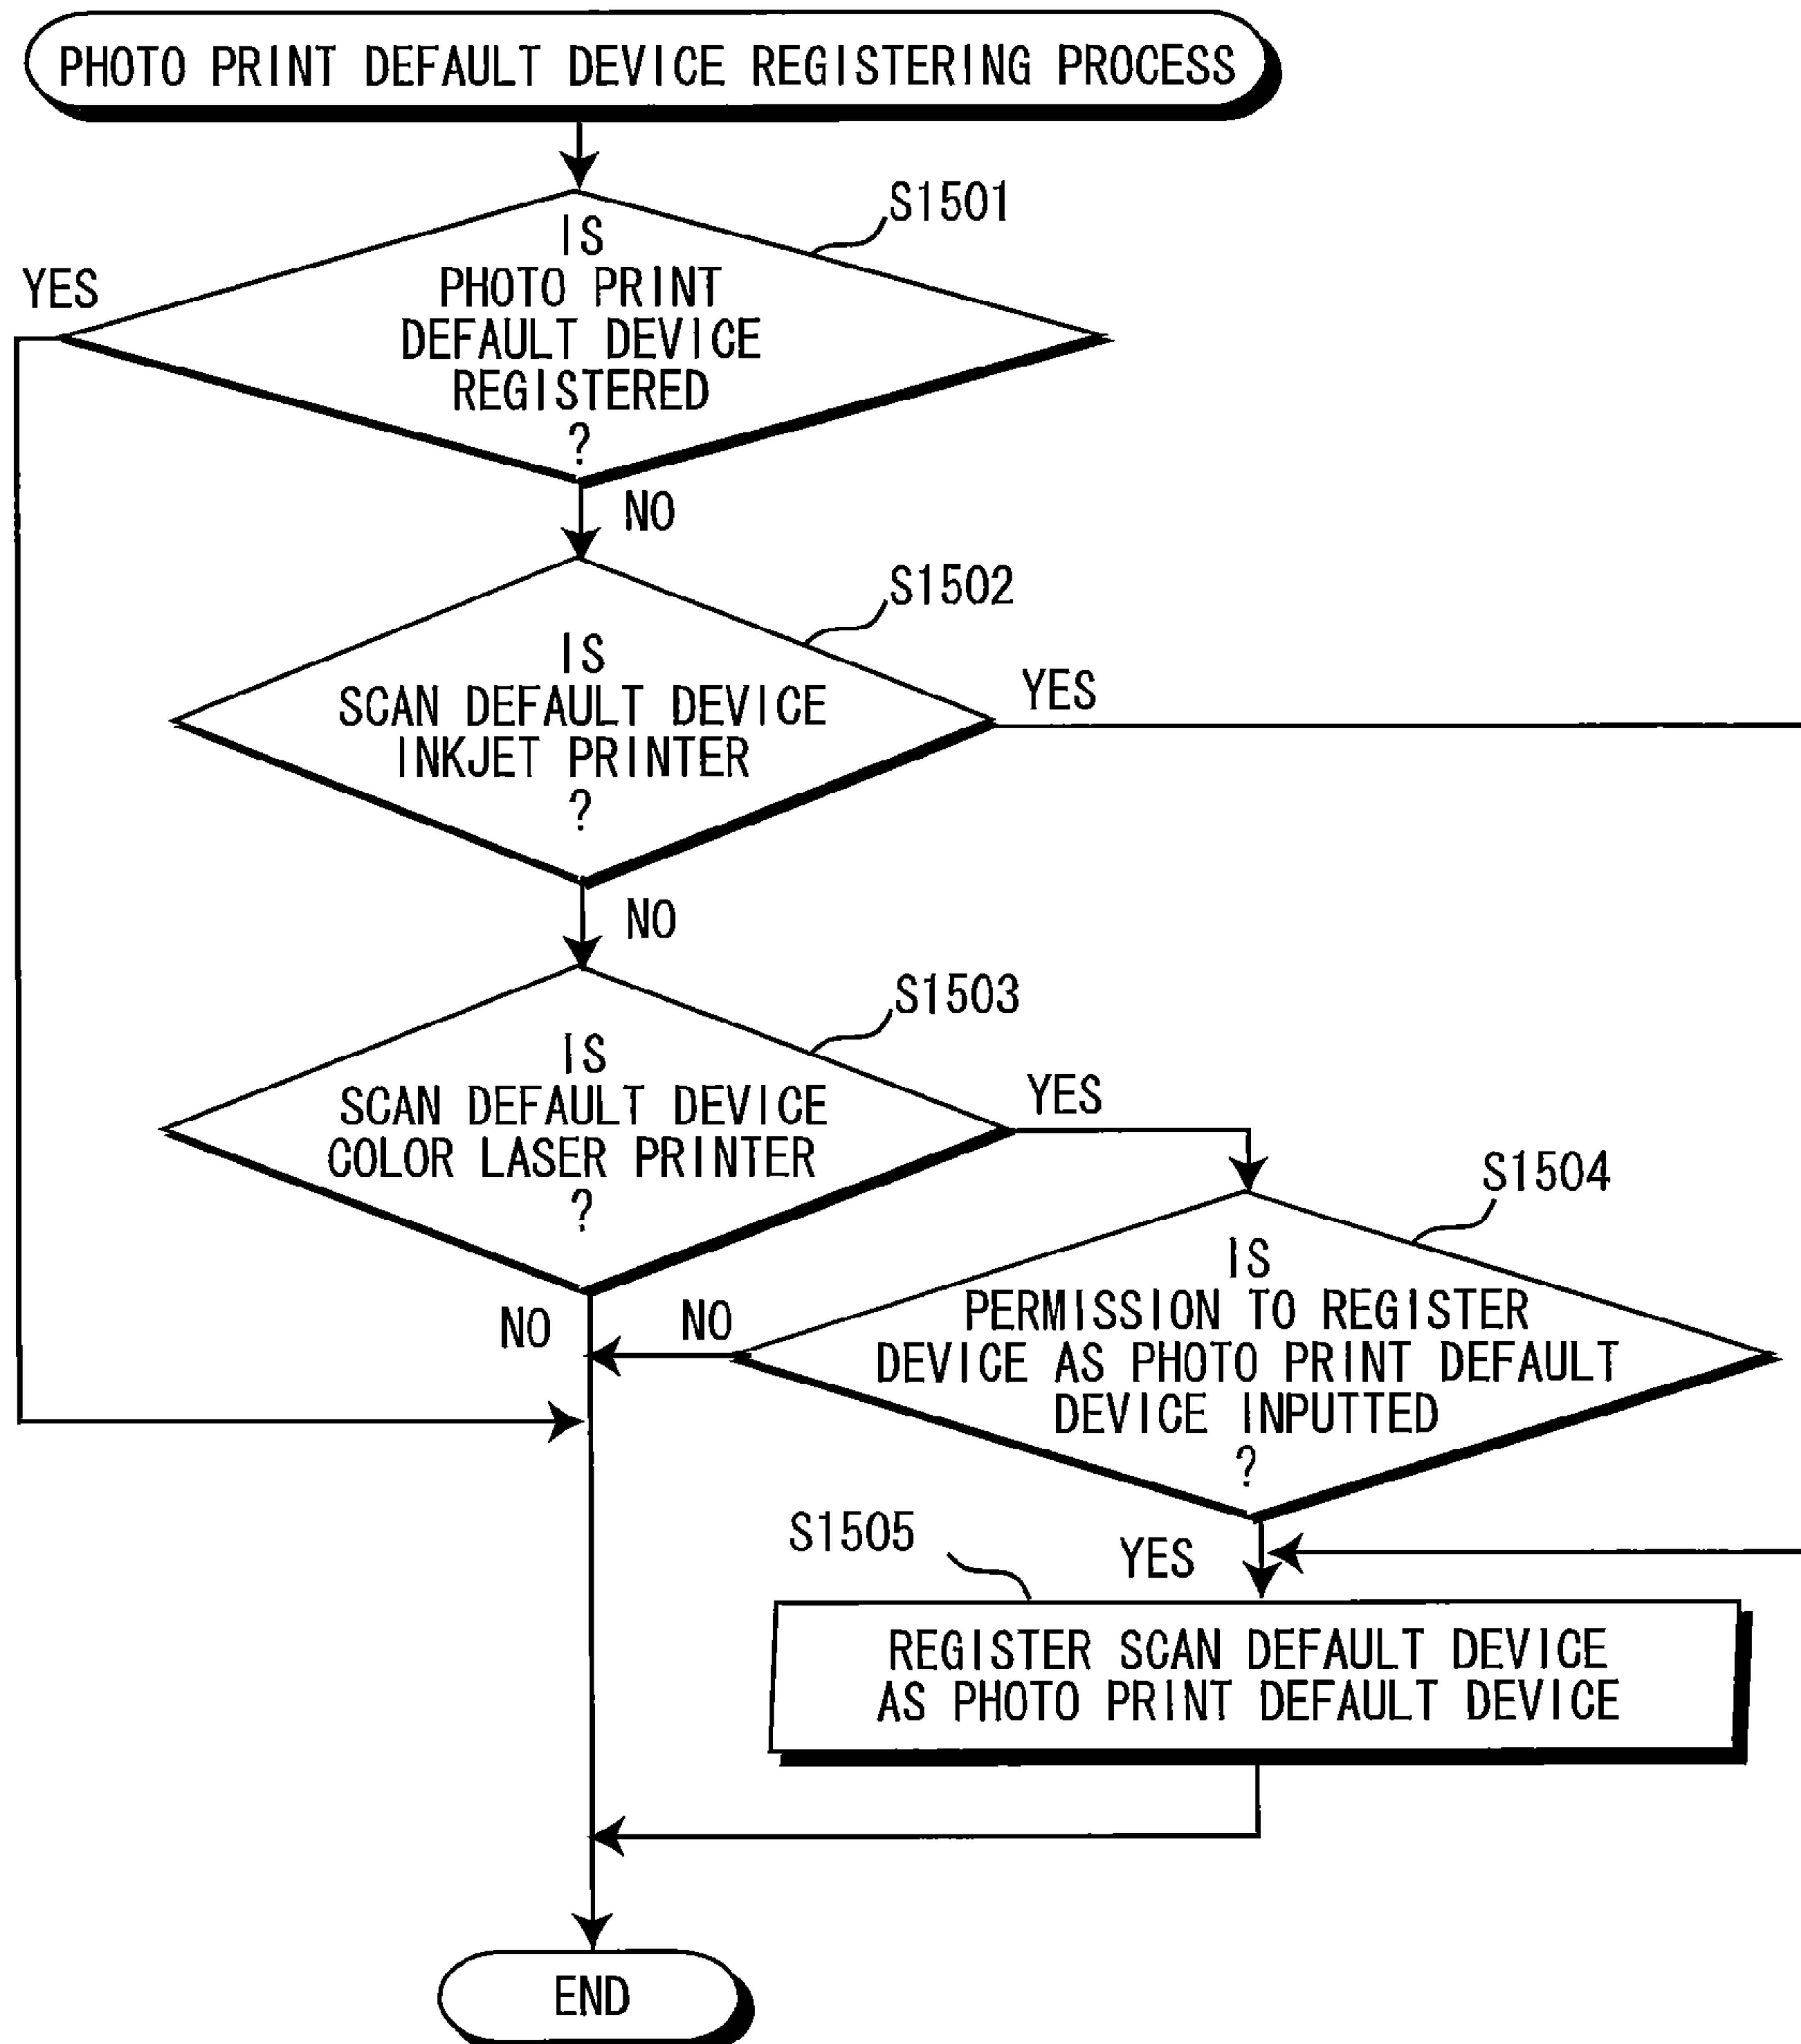 PHOTO PRINT DEFAULT DEVICE REGISTERING PROCESS
S1501
YES
IS
PHOTO PRINT
DEFAULT DEVICE
REGISTERED
?
NO
S1502
IS
SCAN DEFAULT DEVICE
INKJET PRINTER
?
YES
NO
S1503
IS
SCAN DEFAULT DEVICE
COLOR LASER PRINTER
?
YES
NO
S1504
IS
PERMISSION TO REGISTER
DEVICE AS PHOTO PRINT DEFAULT
DEVICE INPUTTED
?
NO
YES
S1505
REGISTER SCAN DEFAULT DEVICE
AS PHOTO PRINT DEFAULT DEVICE
END